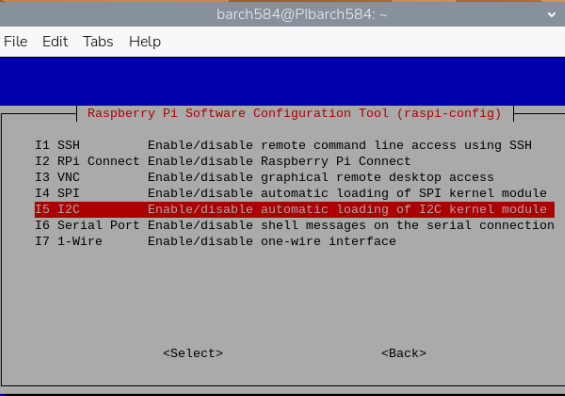 barch584@PIbarch584: ~
File Edit Tabs Help
Raspberry Pi Software Configuration Tool (raspi-config)
I1 SSH Enable/disable remote command line access using SSH
I2 RPi Connect Enable/disable Raspberry Pi Connect
I3 VNC Enable/disable graphical remote desktop access
I4 SPI Enable/disable automatic loading of SPI kernel module
I5 I2C Enable/disable automatic loading of I2C kernel module
I6 Serial Port Enable/disable shell messages on the serial connection
I7 1-Wire Enable/disable one-wire interface
<Select> <Back>